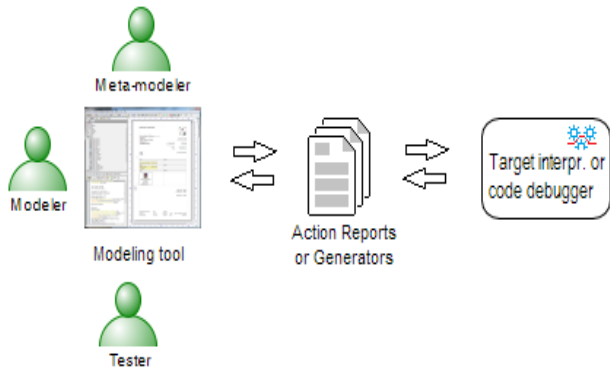 Meta-modeler
Modeler
Modeling tool
Tester
Action Reports
or Generators
Target interpr. or
code debugger